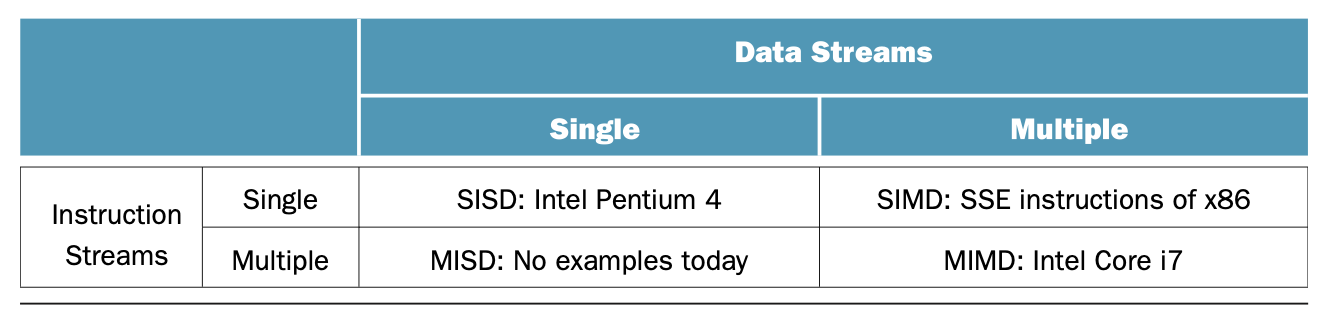 Data Streams
Single Multiple
Instruction Streams
Single SISD: Intel Pentium 4 SIMD: SSE instructions of x86
Multiple MISD: No examples today MIMD: Intel Core i7